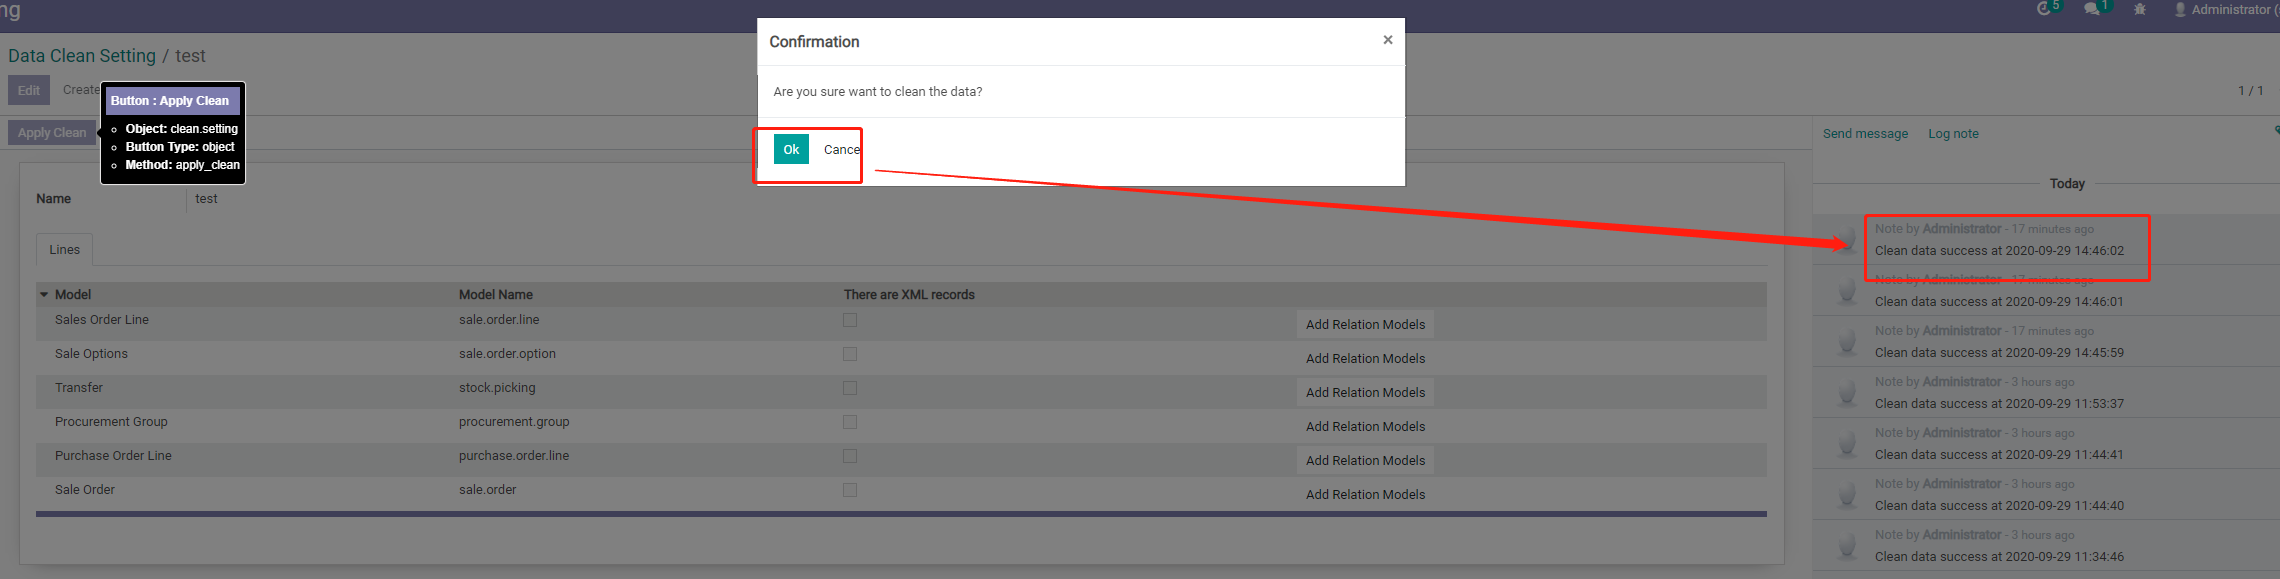 ng
5 1 Administrator (
Data Clean Setting / test
Edit Create
1 / 1
Button : Apply Clean
Object: clean.setting
Button Type: object
Method: apply_clean
Apply Clean
Confirmation ×
Are you sure want to clean the data?
Ok Cance
Send message Log note
Name test
Lines
Model Model Name There are XML records
Sales Order Line sale.order.line Add Relation Models
Sale Options sale.order.option Add Relation Models
Transfer stock.picking Add Relation Models
Procurement Group procurement.group Add Relation Models
Purchase Order Line purchase.order.line Add Relation Models
Sale Order sale.order Add Relation Models
Today
Note by Administrator - 17 minutes ago
Clean data success at 2020-09-29 14:46:02
Note by Administrator - 17 minutes ago
Clean data success at 2020-09-29 14:46:01
Note by Administrator - 17 minutes ago
Clean data success at 2020-09-29 14:45:59
Note by Administrator - 3 hours ago
Clean data success at 2020-09-29 11:53:37
Note by Administrator - 3 hours ago
Clean data success at 2020-09-29 11:44:41
Note by Administrator - 3 hours ago
Clean data success at 2020-09-29 11:44:40
Note by Administrator - 3 hours ago
Clean data success at 2020-09-29 11:34:46